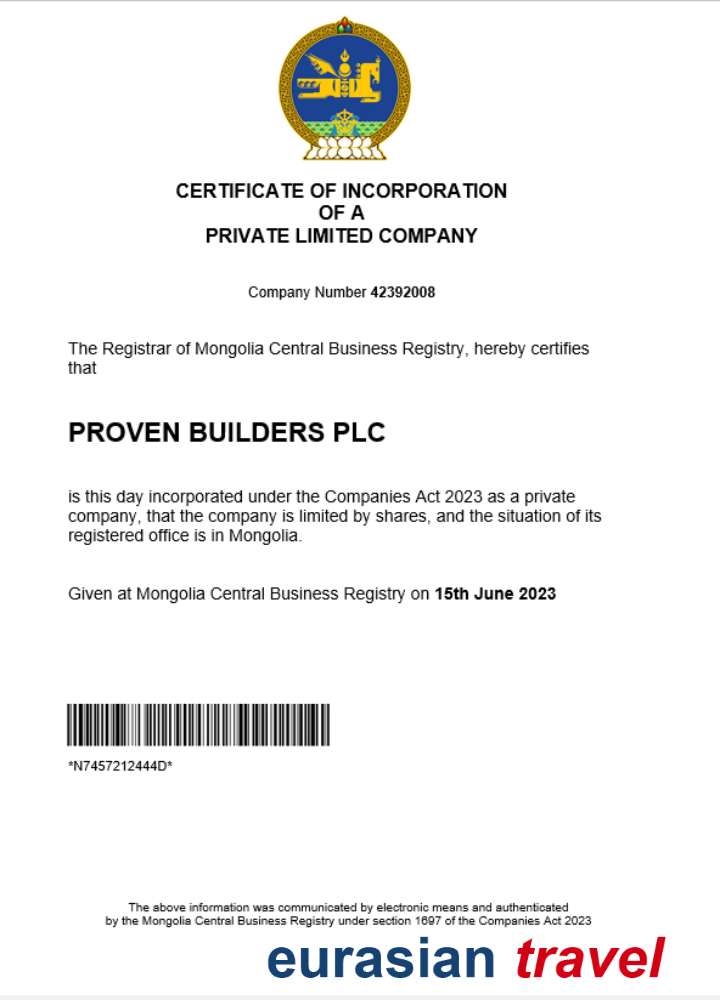 CERTIFICATE OF INCORPORATION
OF A
PRIVATE LIMITED COMPANY
Company Number 42392008
The Registrar of Mongolia Central Business Registry, hereby certifies
that
PROVEN BUILDERS PLC
is this day incorporated under the Companies Act 2023 as a private
company, that the company is limited by shares, and the situation of its
registered office is in Mongolia.
Given at Mongolia Central Business Registry on 15th June 2023
*N7457212444D*
The above information was communicated by electronic means and authenticated
by the Mongolia Central Business Registry under section 1697 of the Companies Act 2023
eurasian travel